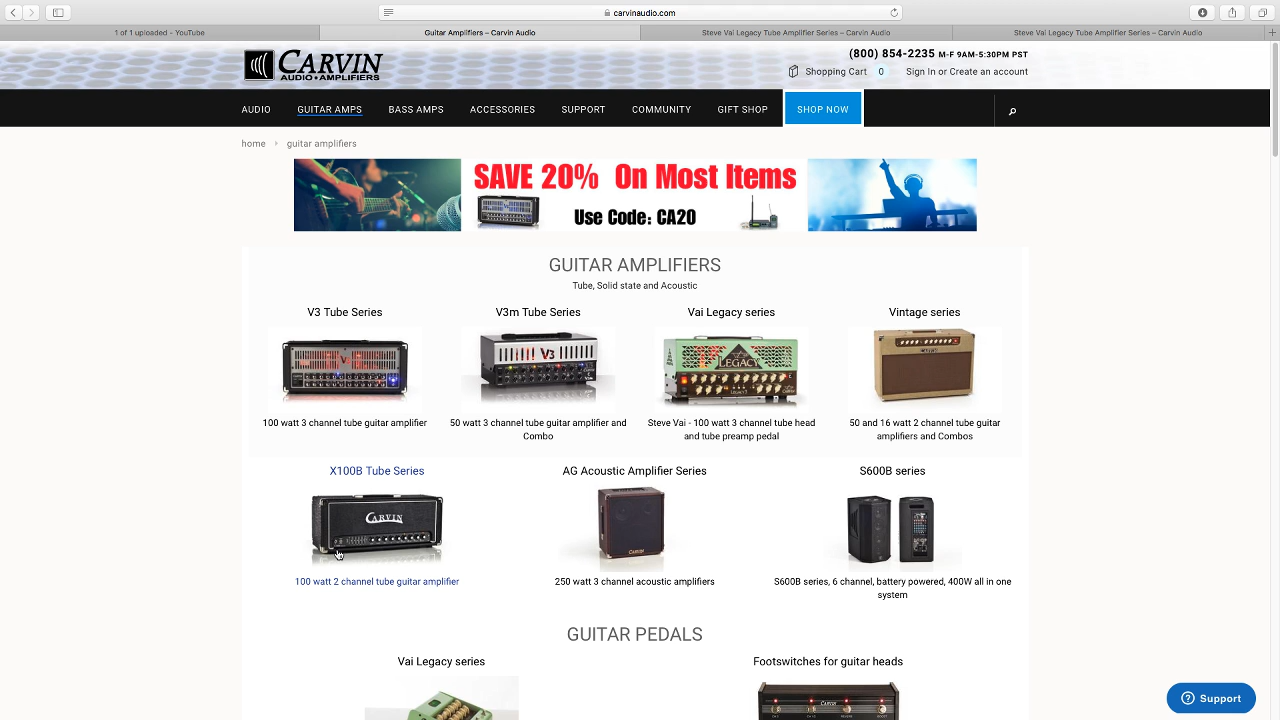 carvinaudio.com
1 of 1 uploaded – YouTube
Guitar Amplifiers – Carvin Audio
Steve Vai Legacy Tube Amplifier Series – Carvin Audio
Steve Vai Legacy Tube Amplifier Series – Carvin Audio
CARVIN
AUDIO•AMPLIFIERS
(800) 854-2235 M-F 9AM-5:30PM PST
Shopping Cart 0 Sign In or Create an account
AUDIO GUITAR AMPS BASS AMPS ACCESSORIES SUPPORT COMMUNITY GIFT SHOP SHOP NOW
home guitar amplifiers
SAVE 20% On Most Items
Use Code: CA20
GUITAR AMPLIFIERS
Tube, Solid state and Acoustic
V3 Tube Series
V3m Tube Series
Vai Legacy series
Vintage series
V3
LEGACY
100 watt 3 channel tube guitar amplifier
50 watt 3 channel tube guitar amplifier and
Combo
Steve Vai - 100 watt 3 channel tube head
and tube preamp pedal
50 and 16 watt 2 channel tube guitar
amplifiers and Combos
X100B Tube Series
AG Acoustic Amplifier Series
S600B series
CARVIN
CARVIN
100 watt 2 channel tube guitar amplifier
250 watt 3 channel acoustic amplifiers
S600B series, 6 channel, battery powered, 400W all in one
system
GUITAR PEDALS
Vai Legacy series
Footswitches for guitar heads
CARVIN
Support